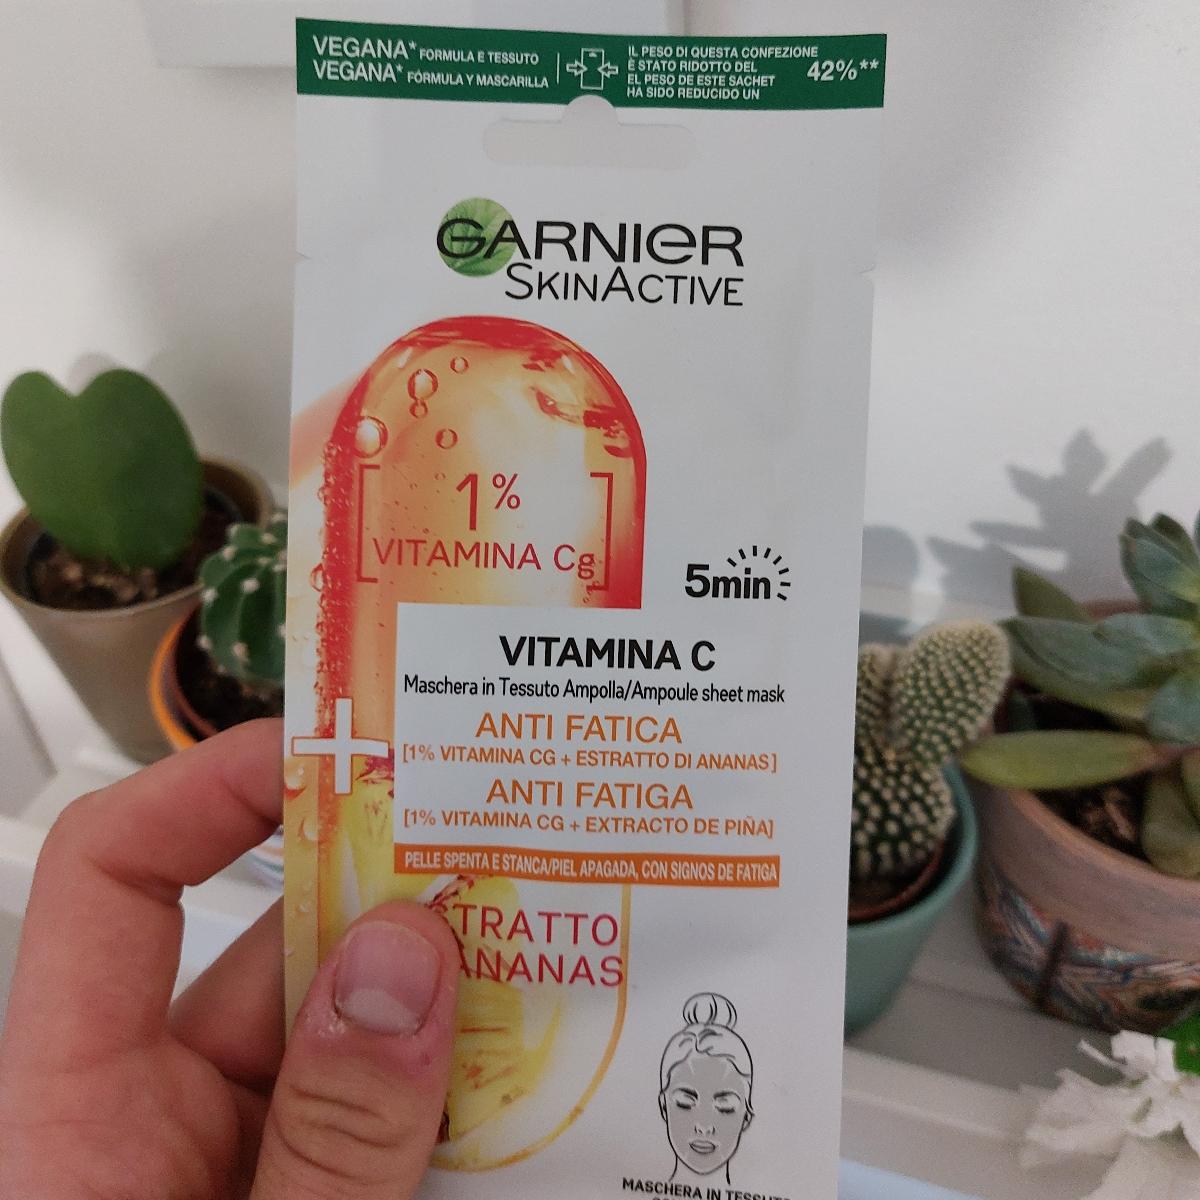 VEGANA* FORMULA E TESSUTO
VEGANA* FÓRMULA Y MASCARILLA
IL PESO DI QUESTA CONFEZIONE
È STATO RIDOTTO DEL
EL PESO DE ESTE SACHET
HA SIDO REDUCIDO UN
42%**
GARNIER
SKINACTIVE
[1%
VITAMINA Cg]
5min
VITAMINA C
Maschera in Tessuto Ampolla/Ampoule sheet mask
ANTI FATICA
[1% VITAMINA CG + ESTRATTO DI ANANAS]
ANTI FATIGA
[1% VITAMINA CG + EXTRACTO DE PIÑA]
PELLE SPENTA E STANCA/PIEL APAGADA, CON SIGNOS DE FATIGA
TRATTO
ANANAS
MASCHERA IN TESSUTO